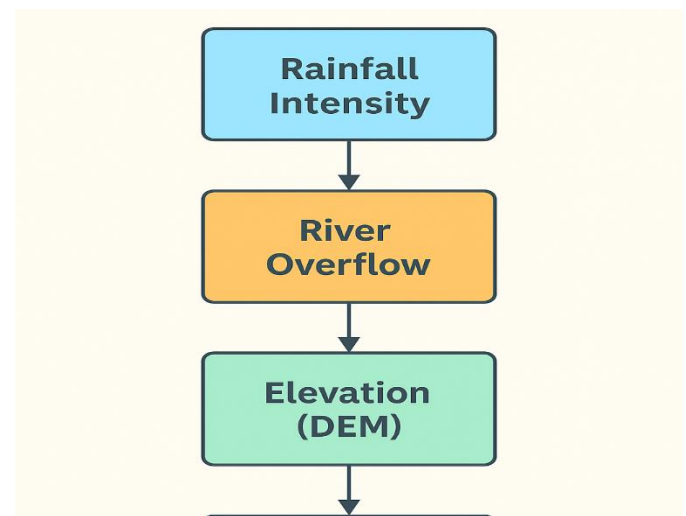 Rainfall
Intensity
River
Overflow
Elevation
(DEM)